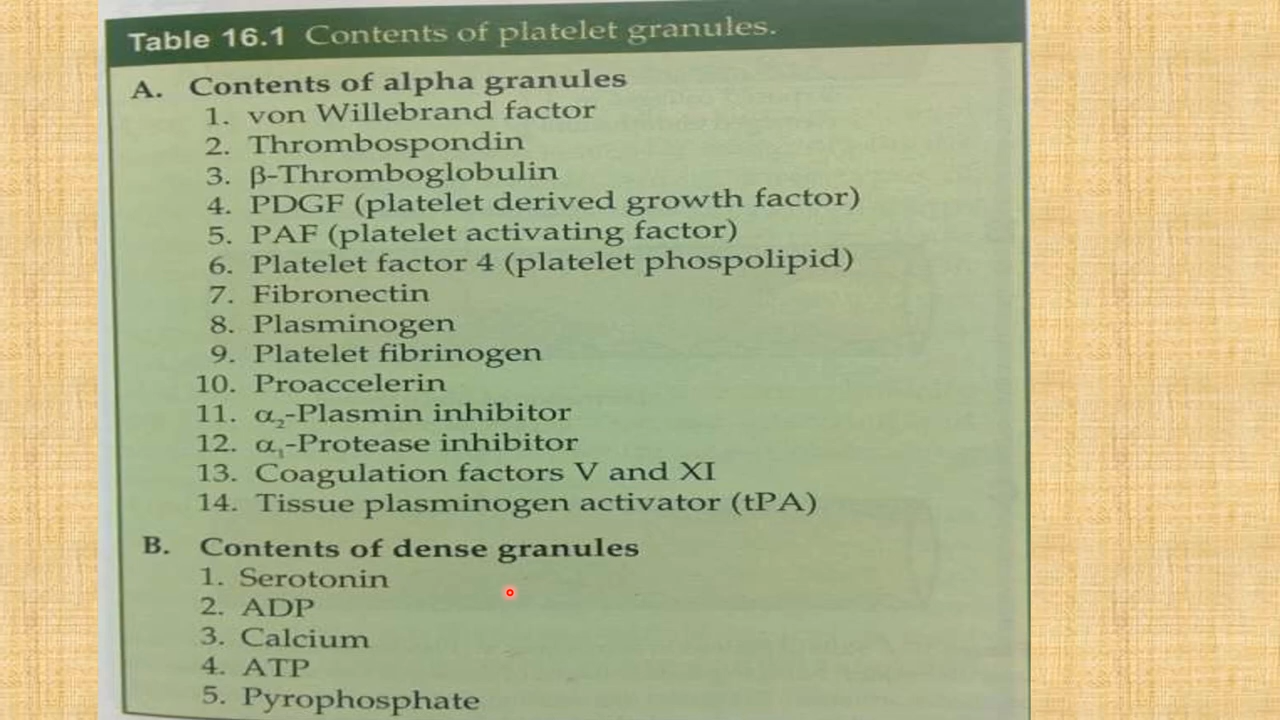 Table 16.1 Contents of platelet granules.
A. Contents of alpha granules
1. von Willebrand factor
2. Thrombospondin
3. β-Thromboglobulin
4. PDGF (platelet derived growth factor)
5. PAF (platelet activating factor)
6. Platelet factor 4 (platelet phospolipid)
7. Fibronectin
8. Plasminogen
9. Platelet fibrinogen
10. Proaccelerin
11. α₂-Plasmin inhibitor
12. α₁-Protease inhibitor
13. Coagulation factors V and XI
14. Tissue plasminogen activator (tPA)
B. Contents of dense granules
1. Serotonin
2. ADP
3. Calcium
4. ATP
5. Pyrophosphate